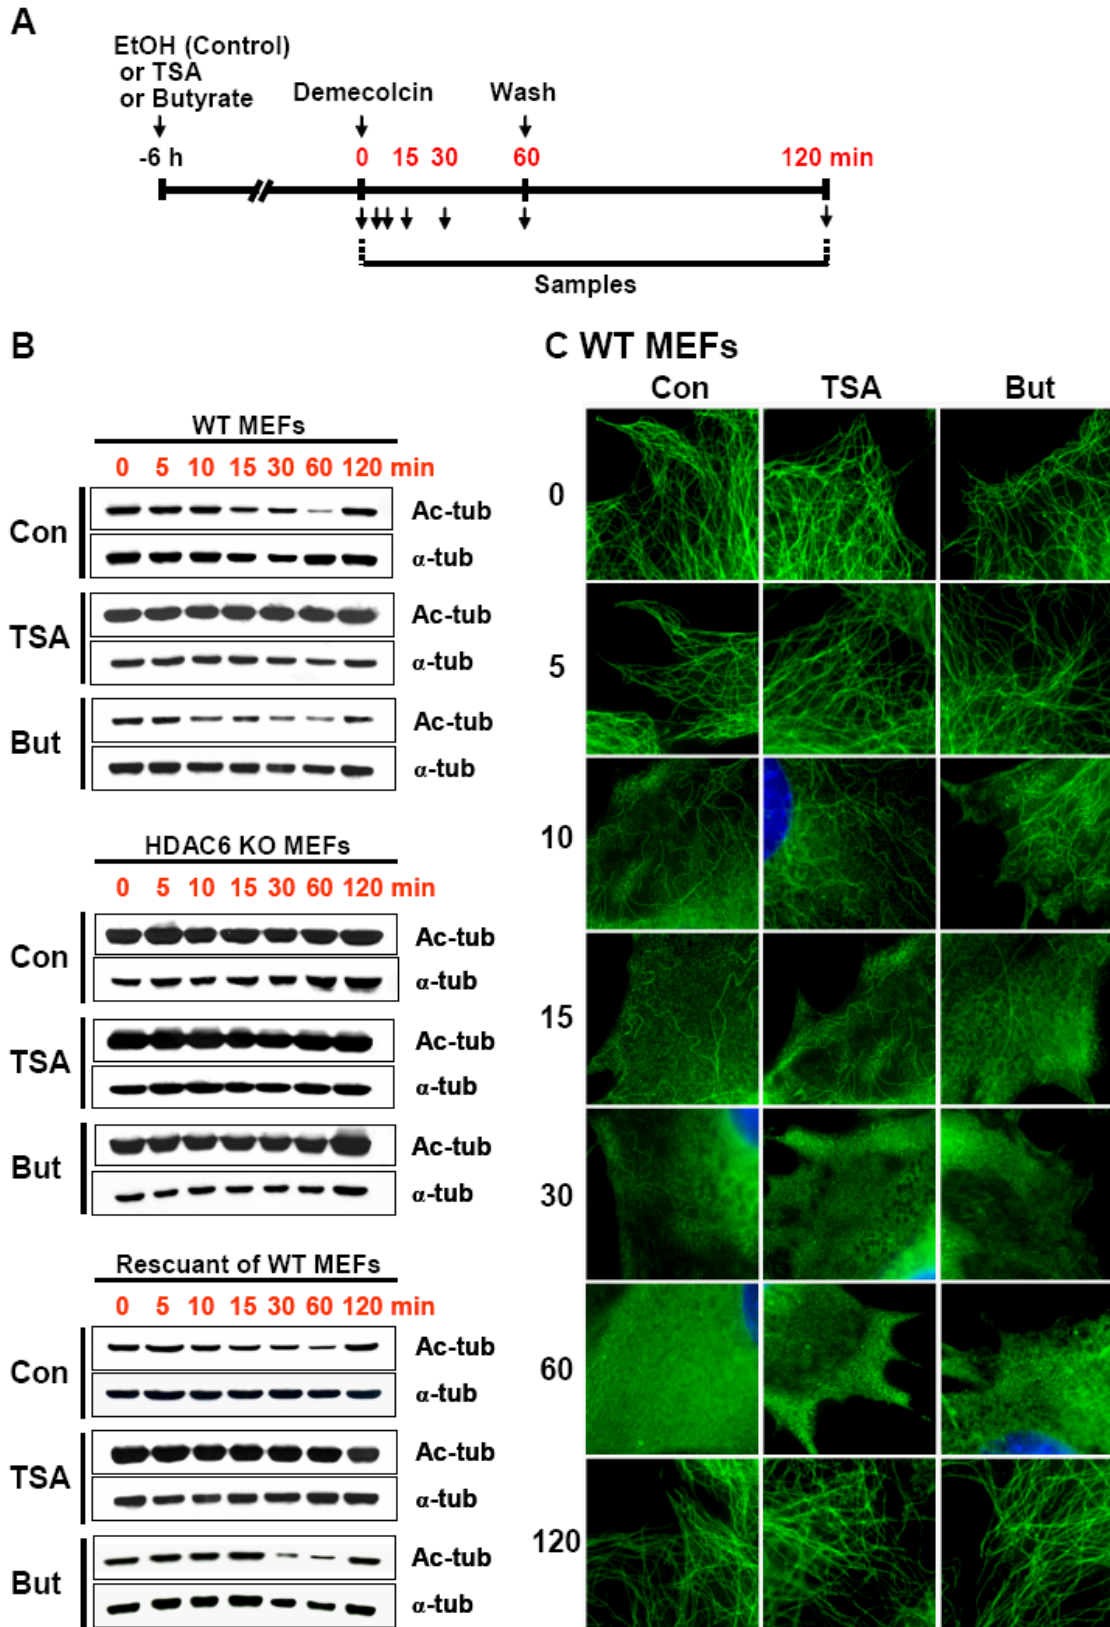 A
EtOH (Control)
or TSA
or Butyrate
Demecolcin
Wash
-6 h
0 15 30 60 120 min
Samples
B
WT MEFs
0 5 10 15 30 60 120 min
Con
Ac-tub
α-tub
TSA
Ac-tub
α-tub
But
Ac-tub
α-tub
HDAC6 KO MEFs
0 5 10 15 30 60 120 min
Con
Ac-tub
α-tub
TSA
Ac-tub
α-tub
But
Ac-tub
α-tub
Rescuant of WT MEFs
0 5 10 15 30 60 120 min
Con
Ac-tub
α-tub
TSA
Ac-tub
α-tub
But
Ac-tub
α-tub
C WT MEFs
Con TSA But
0
5
10
15
30
60
120